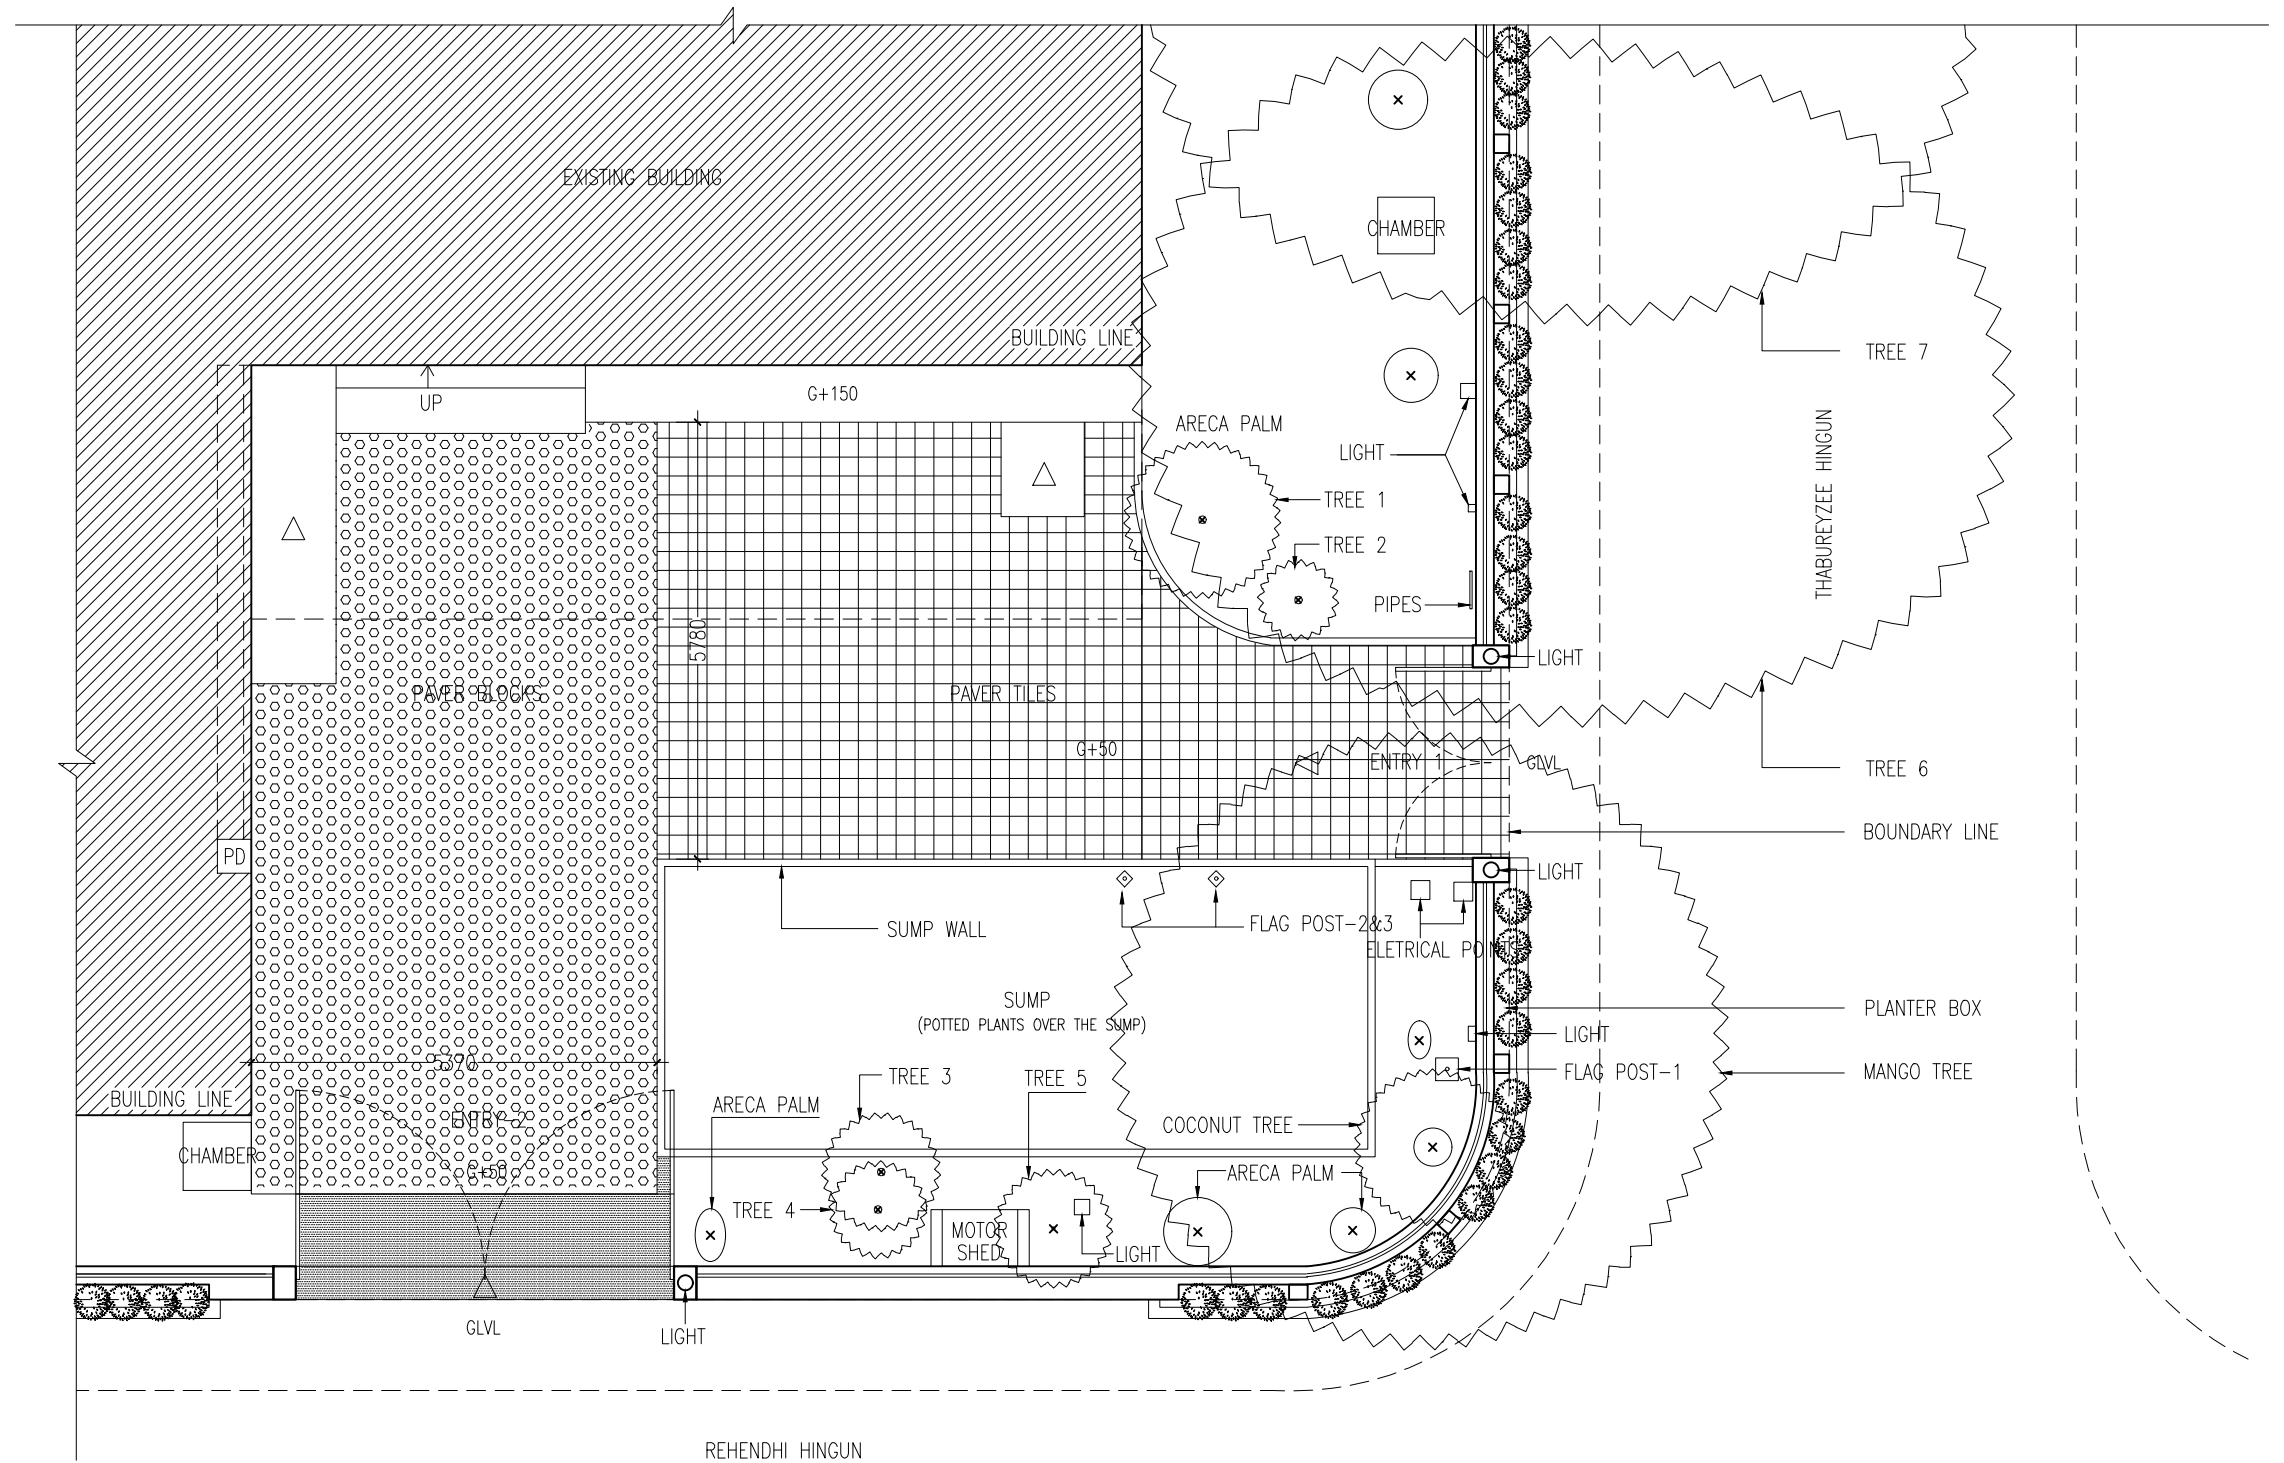 EXISTING BUILDING
CHAMBER
BUILDING LINE
TREE 7
UP
G+150
ARECA PALM
LIGHT
TREE 1
THABUREYZEE HINGUN
TREE 2
PIPES
LIGHT
5780
PAVER BLOCKS
PAVER TILES
G+50
ENTRY 1
GLVL
TREE 6
BOUNDARY LINE
PD
LIGHT
SUMP WALL
FLAG POST-2&3
ELETRICAL POINTS
SUMP
(POTTED PLANTS OVER THE SUMP)
PLANTER BOX
LIGHT
5370
TREE 3
TREE 5
FLAG POST-1
MANGO TREE
BUILDING LINE
ARECA PALM
ENTRY-2
COCONUT TREE
CHAMBER
G+50
ARECA PALM
TREE 4
MOTOR
SHED
LIGHT
GLVL
LIGHT
REHENDHI HINGUN